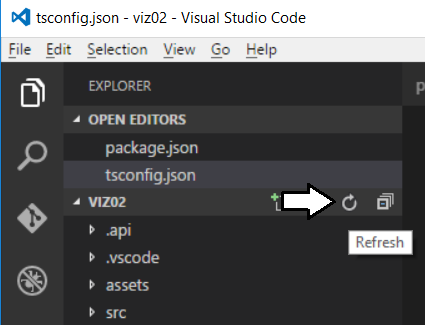 tsconfig.json - viz02 - Visual Studio Code
File Edit Selection View Go Help
EXPLORER
OPEN EDITORS
package.json
tsconfig.json
VIZ02
Refresh
.api
.vscode
assets
src